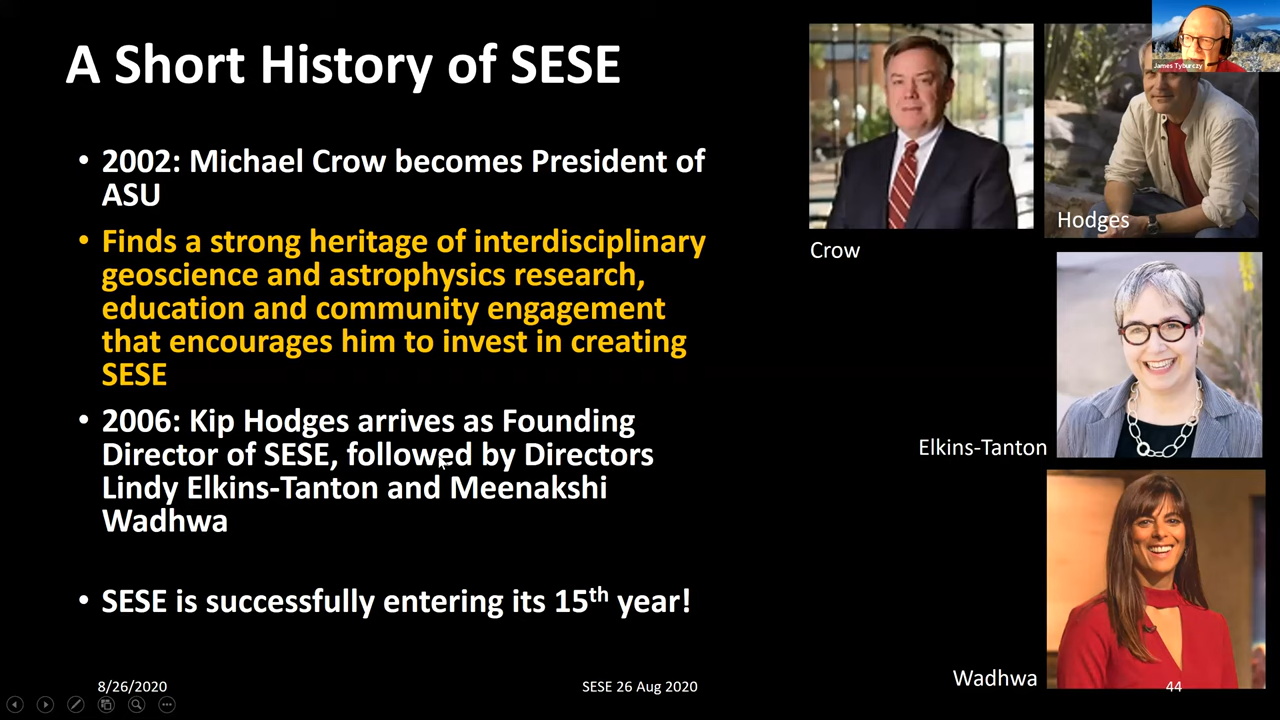 A Short History of SESE
• 2002: Michael Crow becomes President of
ASU
• Finds a strong heritage of interdisciplinary
geoscience and astrophysics research,
education and community engagement
that encourages him to invest in creating
SESE
• 2006: Kip Hodges arrives as Founding
Director of SESE, followed by Directors
Lindy Elkins-Tanton and Meenakshi
Wadhwa
• SESE is successfully entering its 15th year!
James Tyburczy
Hodges
Crow
Elkins-Tanton
Wadhwa
8/26/2020
SESE 26 Aug 2020
44